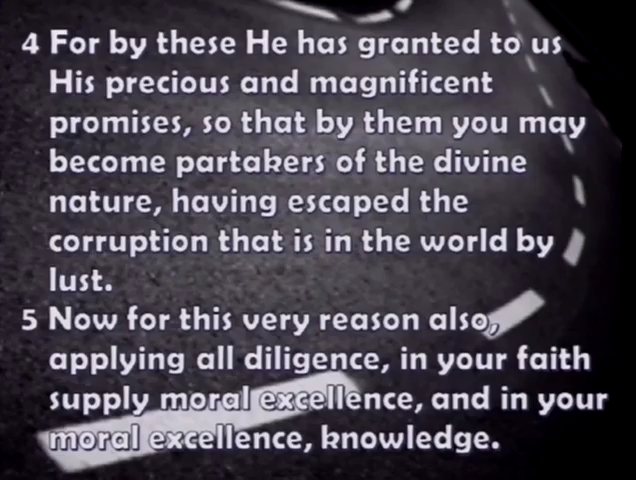 4 For by these He has granted to us
His precious and magnificent
promises, so that by them you may
become partakers of the divine
nature, having escaped the
corruption that is in the world by
lust.
5 Now for this very reason also,
applying all diligence, in your faith
supply moral excellence, and in your
moral excellence, knowledge.